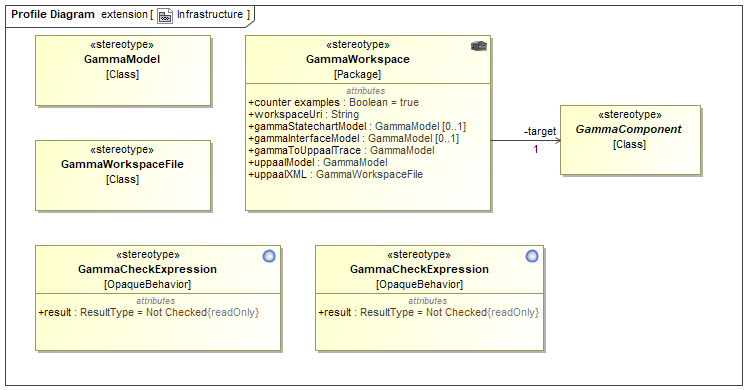 Profile Diagram extension [ Infrastructure ]
«stereotype»
GammaModel
[Class]
«stereotype»
GammaWorkspace
[Package]
attributes
+counter examples : Boolean = true
+workspaceUri : String
+gammaStatechartModel : GammaModel [0..1]
+gammaInterfaceModel : GammaModel [0..1]
+gammaToUppaalTrace : GammaModel
+uppaalModel : GammaModel
+uppaalXML : GammaWorkspaceFile
-target
1
«stereotype»
GammaComponent
[Class]
«stereotype»
GammaWorkspaceFile
[Class]
«stereotype»
GammaCheckExpression
[OpaqueBehavior]
attributes
+result : ResultType = Not Checked{readOnly}
«stereotype»
GammaCheckExpression
[OpaqueBehavior]
attributes
+result : ResultType = Not Checked{readOnly}